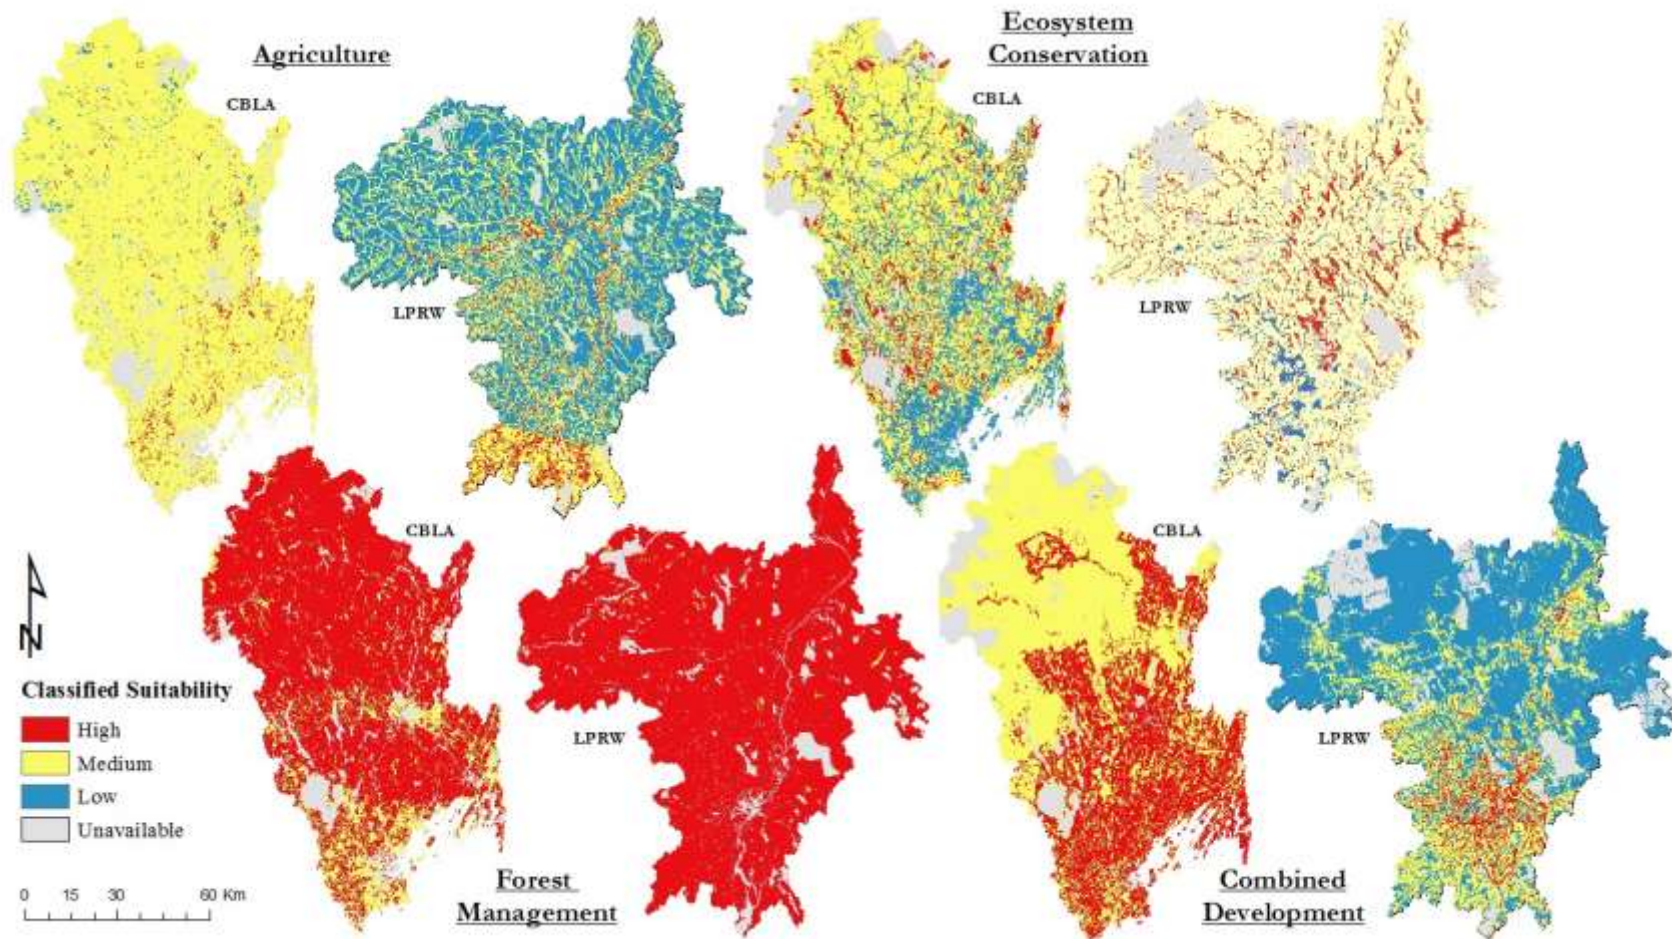 Agriculture
Ecosystem
Conservation
CBLA
CBLA
LPRW
LPRW
CBLA
CBLA
N
Classified Suitability
High
Medium
Low
Unavailable
LPRW
LPRW
0 15 30 60 Km
Forest
Management
Combined
Development